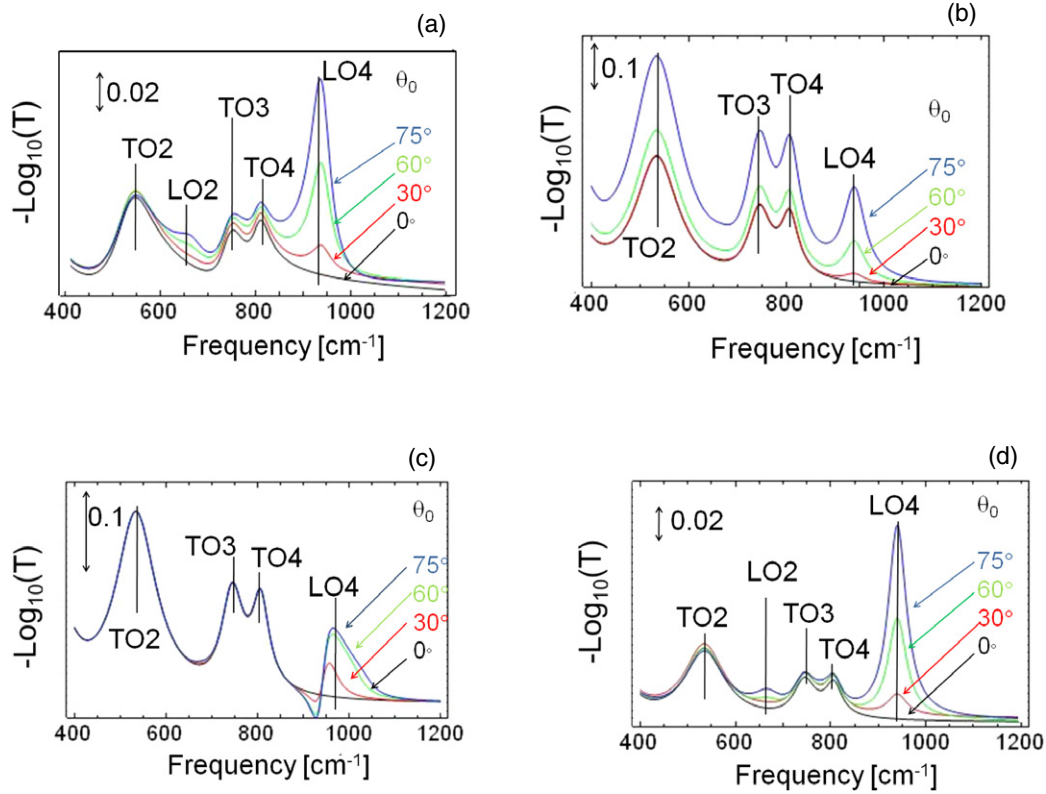 (a)
LO4
θ0
0.02
TO3
TO2
TO4
LO2
75°
60°
30°
0°
-Log10(T)
400 600 800 1000 1200
Frequency [cm-1]
(b)
0.1
TO3
TO4
θ0
LO4
75°
60°
30°
0°
TO2
-Log10(T)
400 600 800 1000 1200
Frequency [cm-1]
(c)
θ0
0.1
TO3
TO4
LO4
75°
60°
30°
0°
TO2
-Log10(T)
400 600 800 1000 1200
Frequency [cm-1]
(d)
LO4
θ0
0.02
LO2
75°
60°
30°
0°
TO3
TO2
TO4
-Log10(T)
400 600 800 1000 1200
Frequency [cm-1]